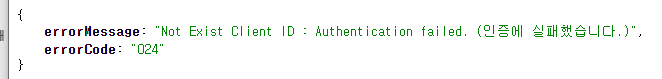 {
errorMessage: "Not Exist Client ID : Authentication failed. (인증에 실패했습니다.)",
errorCode: "024"
}